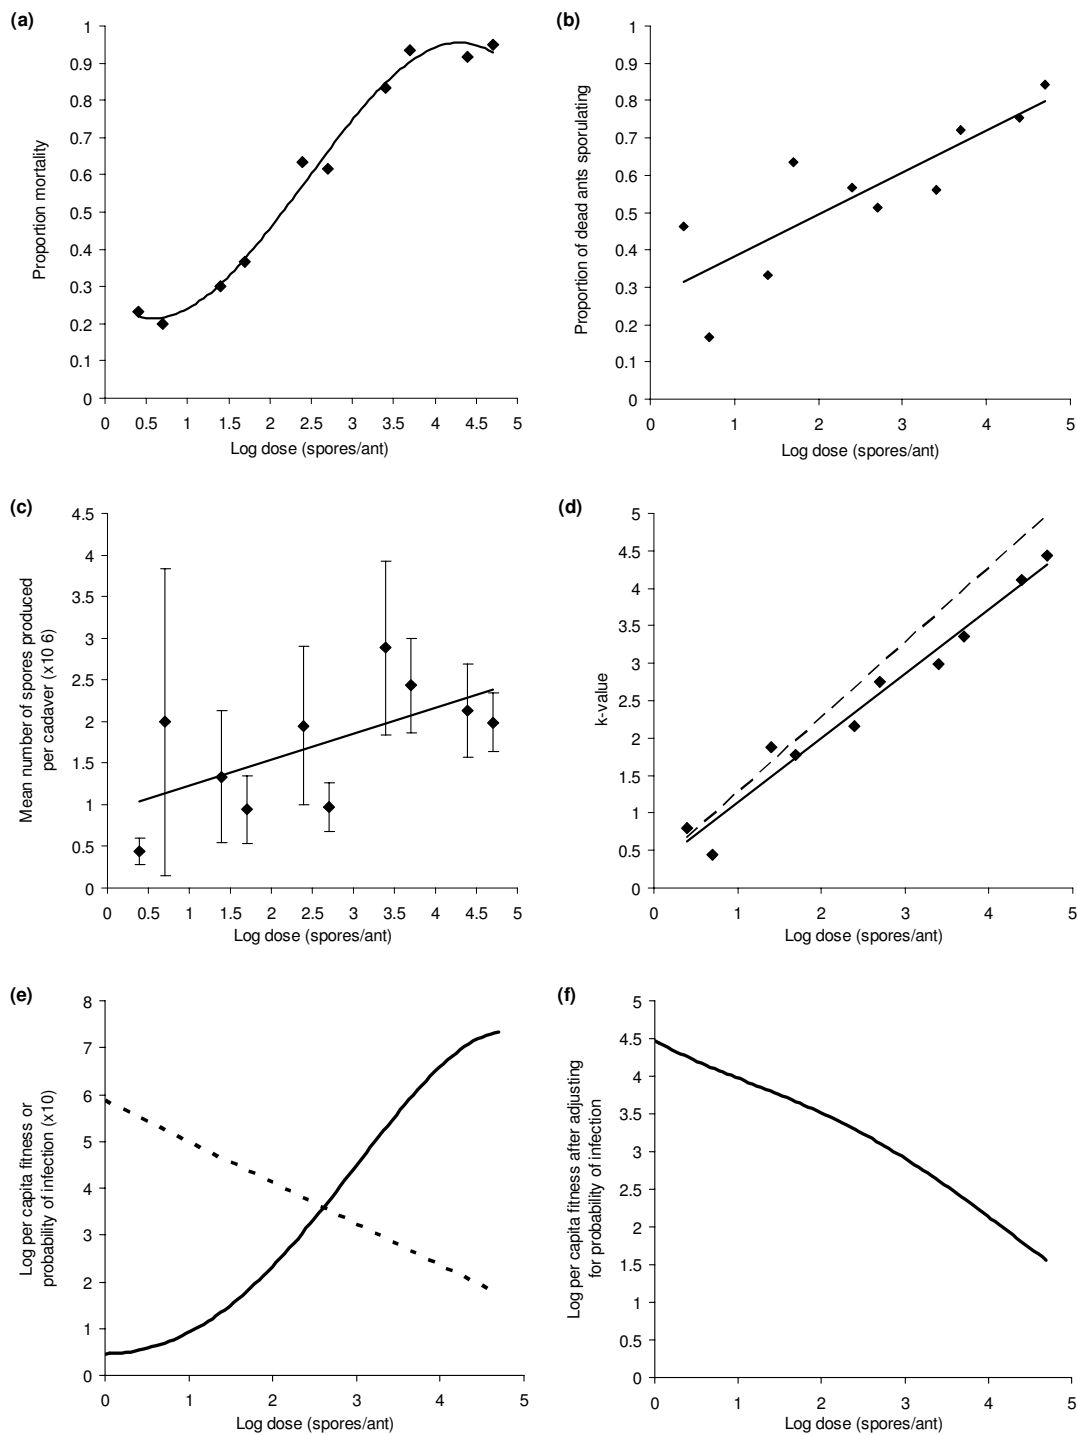 (a)
1
0.9
0.8
0.7
0.6
0.5
0.4
0.3
0.2
0.1
0
Proportion mortality
0 0.5 1 1.5 2 2.5 3 3.5 4 4.5 5
Log dose (spores/ant)
(b)
1
0.9
0.8
0.7
0.6
0.5
0.4
0.3
0.2
0.1
0
Proportion of dead ants sporulating
0 1 2 3 4 5
Log dose (spores/ant)
(c)
4.5
4
3.5
3
2.5
2
1.5
1
0.5
0
Mean number of spores produced
per cadaver (x10 6)
0 0.5 1 1.5 2 2.5 3 3.5 4 4.5 5
Log dose (spores/ant)
(d)
5
4.5
4
3.5
3
2.5
2
1.5
1
0.5
0
k-value
0 1 2 3 4 5
Log dose (spores/ant)
(e)
8
7
6
5
4
3
2
1
0
Log per capita fitness or
probability of infection (x10)
0 1 2 3 4 5
Log dose (spores/ant)
(f)
5
4.5
4
3.5
3
2.5
2
1.5
1
0.5
0
Log per capita fitness after adjusting
for probability of infection
0 1 2 3 4 5
Log dose (spores/ant)